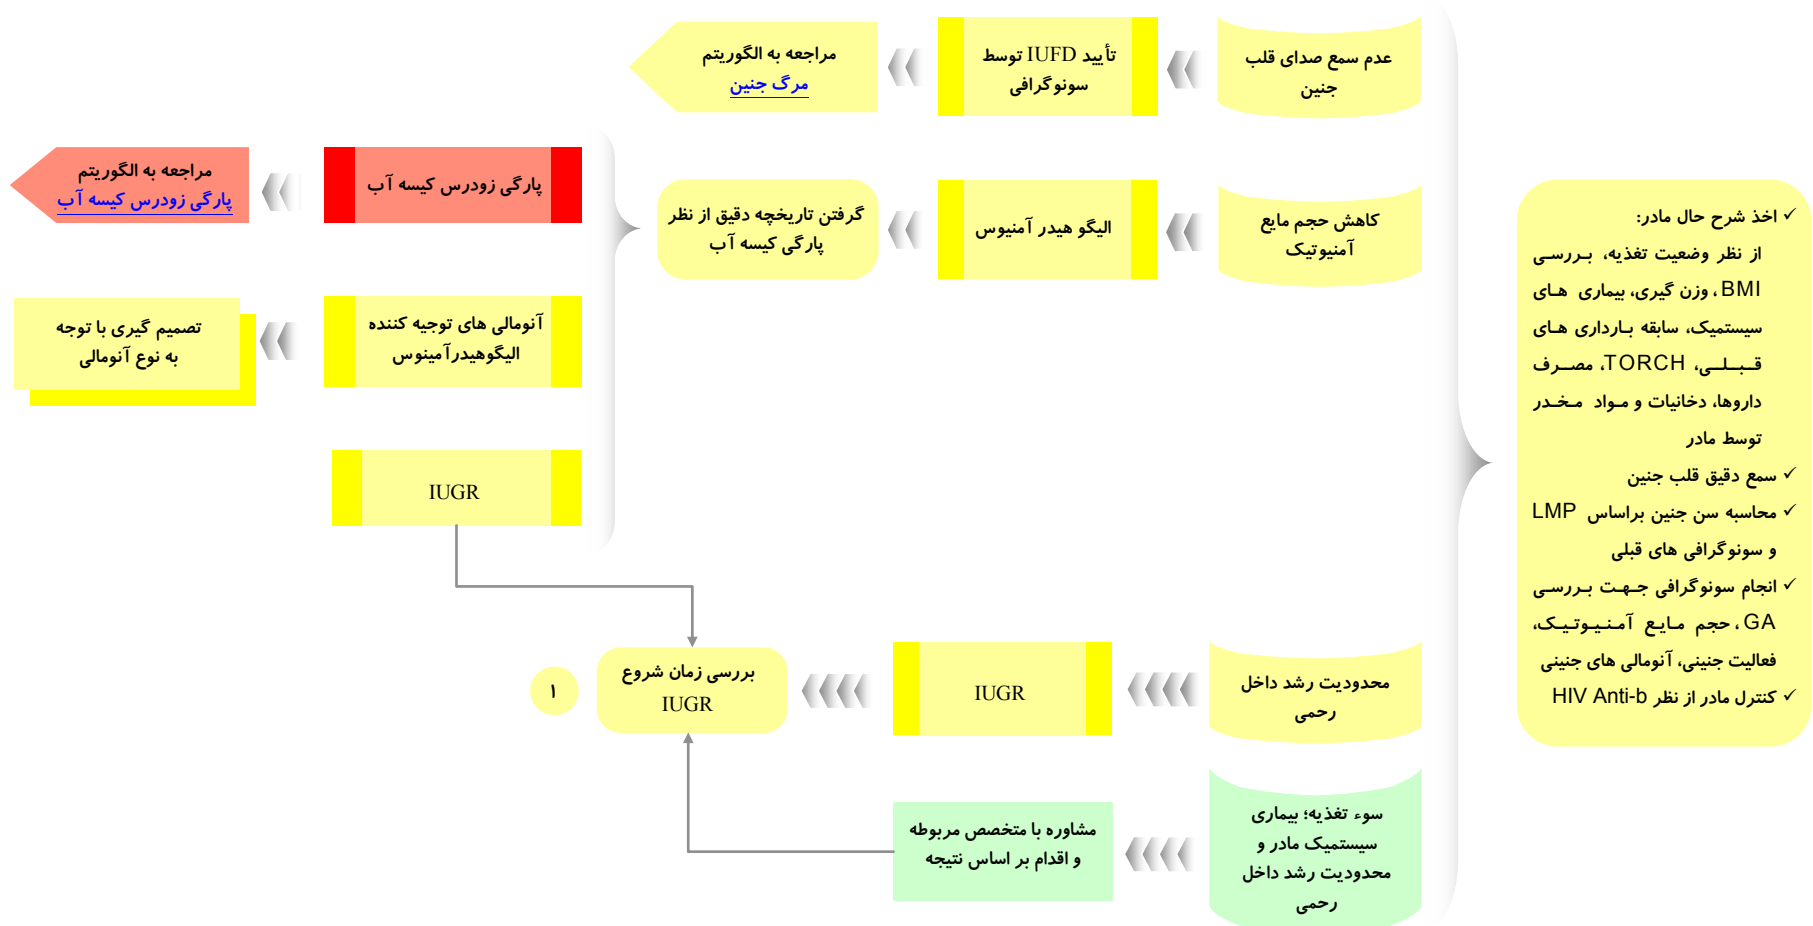 اخذ شرح حال مادر:
از نظر وضعیت تغذیه، بررسی
BMI، وزن گیری، بیماری های
سیستمیک، سابقه بارداری های
قبلی، TORCH، مصرف
داروها، دخانیات و مواد مخدر
توسط مادر
سمع دقیق قلب جنین
محاسبه سن جنین براساس LMP
و سونوگرافی های قبلی
انجام سونوگرافی جهت بررسی
GA، حجم مایع آمنیوتیک،
فعالیت جنینی، آنومالی های جنینی
کنترل مادر از نظر HIV Anti-b
عدم سمع صدای قلب
جنین
تأیید IUFD توسط
سونوگرافی
مراجعه به الگوریتم
مرگ جنین
کاهش حجم مایع
آمنیوتیک
الیگو هیدر آمنیوس
گرفتن تاریخچه دقیق از نظر
پارگی کیسه آب
پارگی زودرس کیسه آب
مراجعه به الگوریتم
پارگی زودرس کیسه آب
آنومالی های توجیه کننده
الیگوهیدرآمینوس
تصمیم گیری با توجه
به نوع آنومالی
IUGR
محدودیت رشد داخل
رحمی
IUGR
بررسی زمان شروع
IUGR
۱
سوء تغذیه؛ بیماری
سیستمیک مادر و
محدودیت رشد داخل
رحمی
مشاوره با متخصص مربوطه
و اقدام بر اساس نتیجه